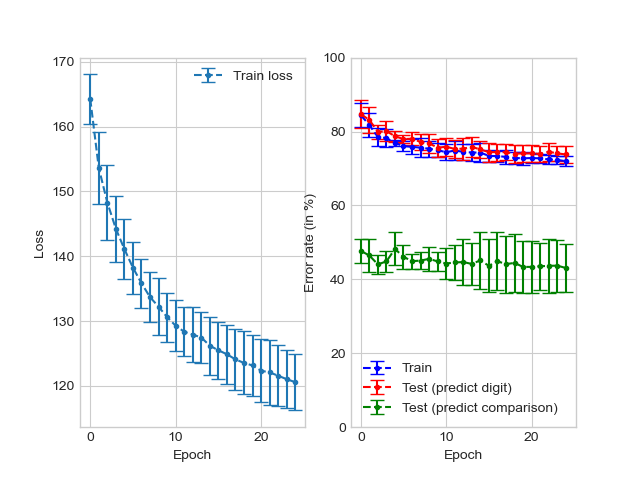 170
160
150
140
130
120
0
10
20
Loss
Epoch
Train loss
100
80
60
40
20
0
0
10
20
Error rate (in %)
Epoch
Train
Test (predict digit)
Test (predict comparison)